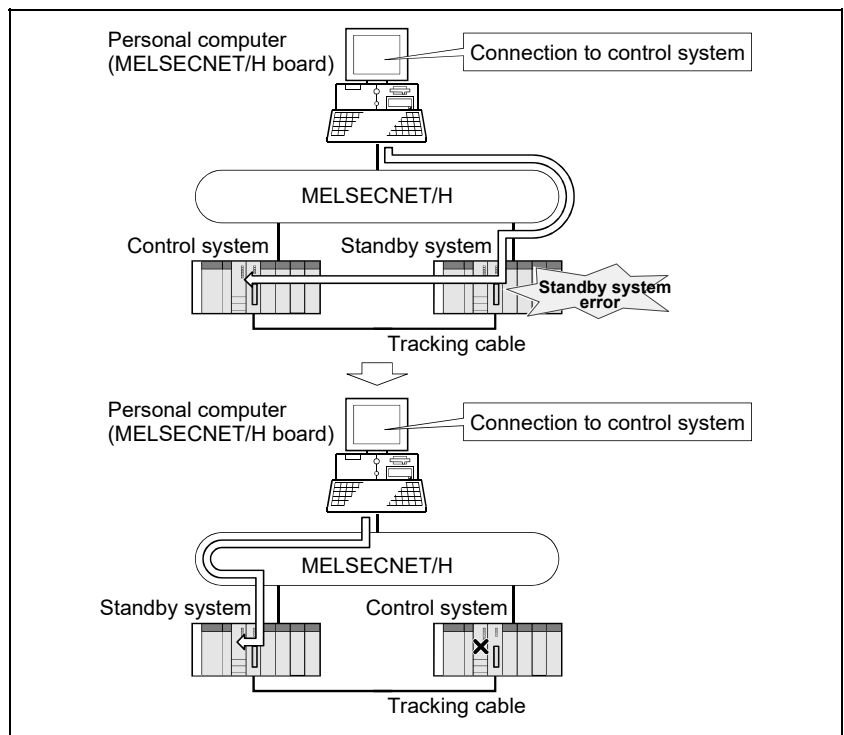 Personal computer
(MELSECNET/H board)
Connection to control system
MELSECNET/H
Control system
Standby system
Standby system
error
Tracking cable
Personal computer
(MELSECNET/H board)
Connection to control system
MELSECNET/H
Standby system
Control system
Tracking cable